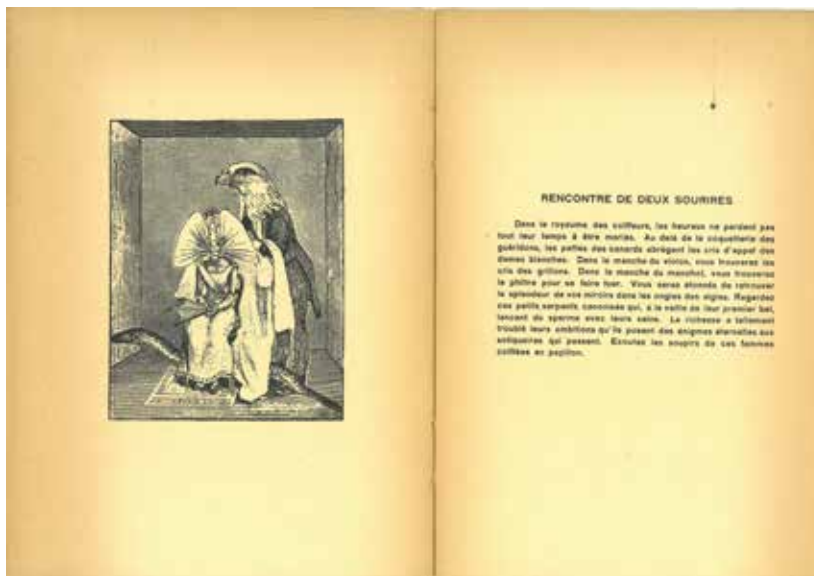 RENCONTRE DE DEUX SOURIRES
Dans le royaume des coiffeurs, les heureux ne perdent pas
tout leur temps à être mariés. Au delà de la coquetterie des
guéridons, les pattes des canards abrègent les cris d'appel des
dames blanches. Dans la manche du violon, vous trouverez les
cris des grillons. Dans la manche du manchot, vous trouverez
le philtre pour se faire tuer. Vous serez étonnés de retrouver
la splendeur de vos miroirs dans les ongles des aigles. Regardez
ces petits serpents canonisés qui, à la veille de leur premier bal,
lancent du sperme avec leurs seins. La richesse a tellement
troublé leurs ambitions qu'ils posent des énigmes éternelles aux
antiquaires qui passent. Ecoutez les soupirs de ces femmes
coiffées en papillon.